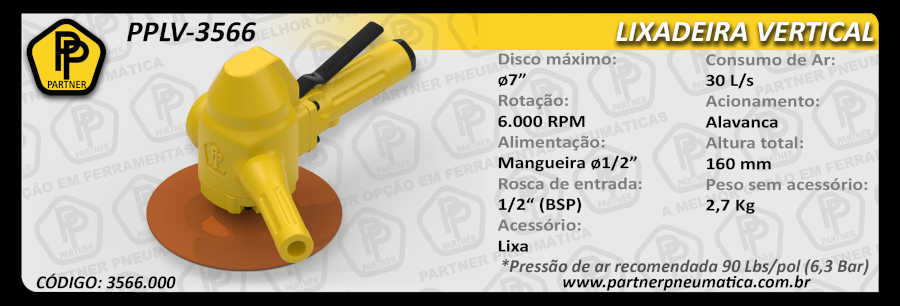 PPLV-3566
LIXADEIRA VERTICAL
PP
PARTNER
Disco máximo:
ø7”
Rotação:
6.000 RPM
Alimentação:
Mangueira ø1/2”
Rosca de entrada:
1/2“ (BSP)
Acessório:
Lixa
Consumo de Ar:
30 L/s
Acionamento:
Alavanca
Altura total:
160 mm
Peso sem acessório:
2,7 Kg
*Pressão de ar recomendada 90 Lbs/pol (6,3 Bar)
CÓDIGO: 3566.000
www.partnerpneumatica.com.br